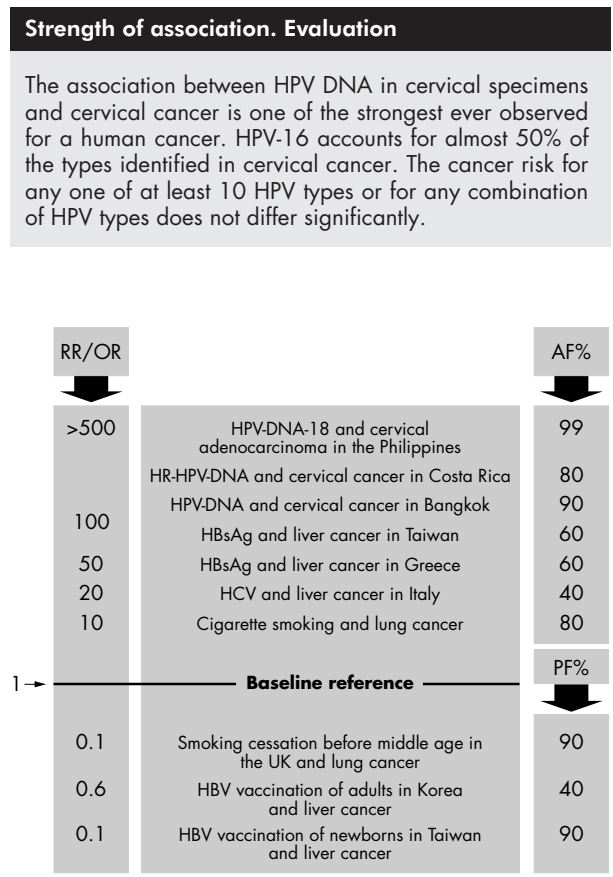 Strength of association. Evaluation
The association between HPV DNA in cervical specimens
and cervical cancer is one of the strongest ever observed
for a human cancer. HPV-16 accounts for almost 50% of
the types identified in cervical cancer. The cancer risk for
any one of at least 10 HPV types or for any combination
of HPV types does not differ significantly.
RR/OR AF%
>500 HPV-DNA-18 and cervical 99
adenocarcinoma in the Philippines
HR-HPV-DNA and cervical cancer in Costa Rica 80
HPV-DNA and cervical cancer in Bangkok 90
100
HBsAg and liver cancer in Taiwan 60
50 HBsAg and liver cancer in Greece 60
20 HCV and liver cancer in Italy 40
10 Cigarette smoking and lung cancer 80
PF%
1 Baseline reference
0.1 Smoking cessation before middle age in 90
the UK and lung cancer
0.6 HBV vaccination of adults in Korea 40
and liver cancer
0.1 HBV vaccination of newborns in Taiwan 90
and liver cancer